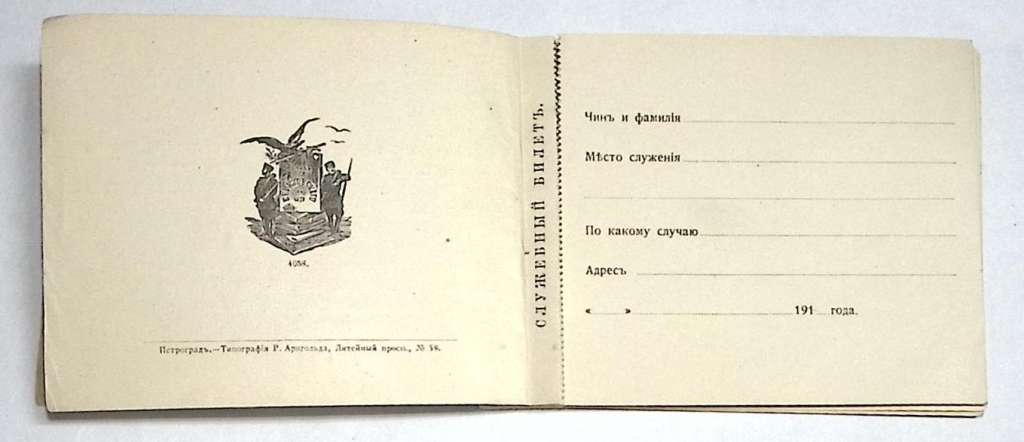 4058.
Петроградъ.—Типографія Р. Арнгольда, Литейный просп., № 59.
СЛУЖЕБНЫЙ БИЛЕТЪ.
Чинъ и фамилія
Мѣсто служенія
По какому случаю
Адресъ
« » 191 года.